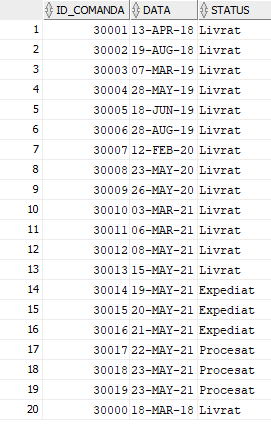 ID_COMANDA DATA STATUS
1 30001 13-APR-18 Livrat
2 30002 19-AUG-18 Livrat
3 30003 07-MAR-19 Livrat
4 30004 28-MAY-19 Livrat
5 30005 18-JUN-19 Livrat
6 30006 28-AUG-19 Livrat
7 30007 12-FEB-20 Livrat
8 30008 23-MAY-20 Livrat
9 30009 26-MAY-20 Livrat
10 30010 03-MAR-21 Livrat
11 30011 06-MAR-21 Livrat
12 30012 08-MAY-21 Livrat
13 30013 15-MAY-21 Livrat
14 30014 19-MAY-21 Expediat
15 30015 20-MAY-21 Expediat
16 30016 21-MAY-21 Expediat
17 30017 22-MAY-21 Procesat
18 30018 23-MAY-21 Procesat
19 30019 23-MAY-21 Procesat
20 30000 18-MAR-18 Livrat